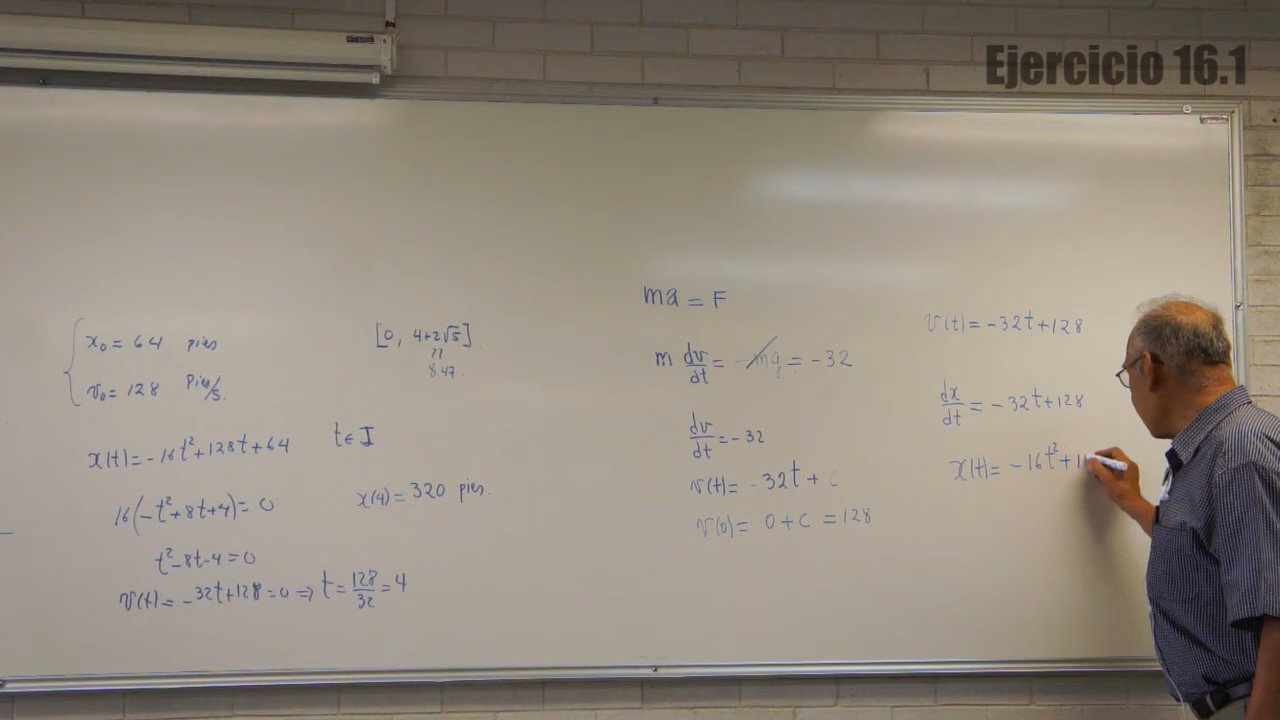 Ejercicio 16.1
x₀ = 64 pies
v₀ = 128 Pies/s.
[0, 4+2√5]
8.47.
x(t) = -16t²+128t+64 t ∈ I
16(-t²+8t+4) = 0
x(4) = 320 pies.
t²-8t-4 = 0
v(t) = -32t+128 = 0 ⇒ t = 128/32 = 4
ma = F
m dv/dt = -mg = -32
dv/dt = -32
v(t) = -32t + C
v(0) = 0 + C = 128
v(t) = -32t+128
dx/dt = -32t+128
x(t) = -16t²+1